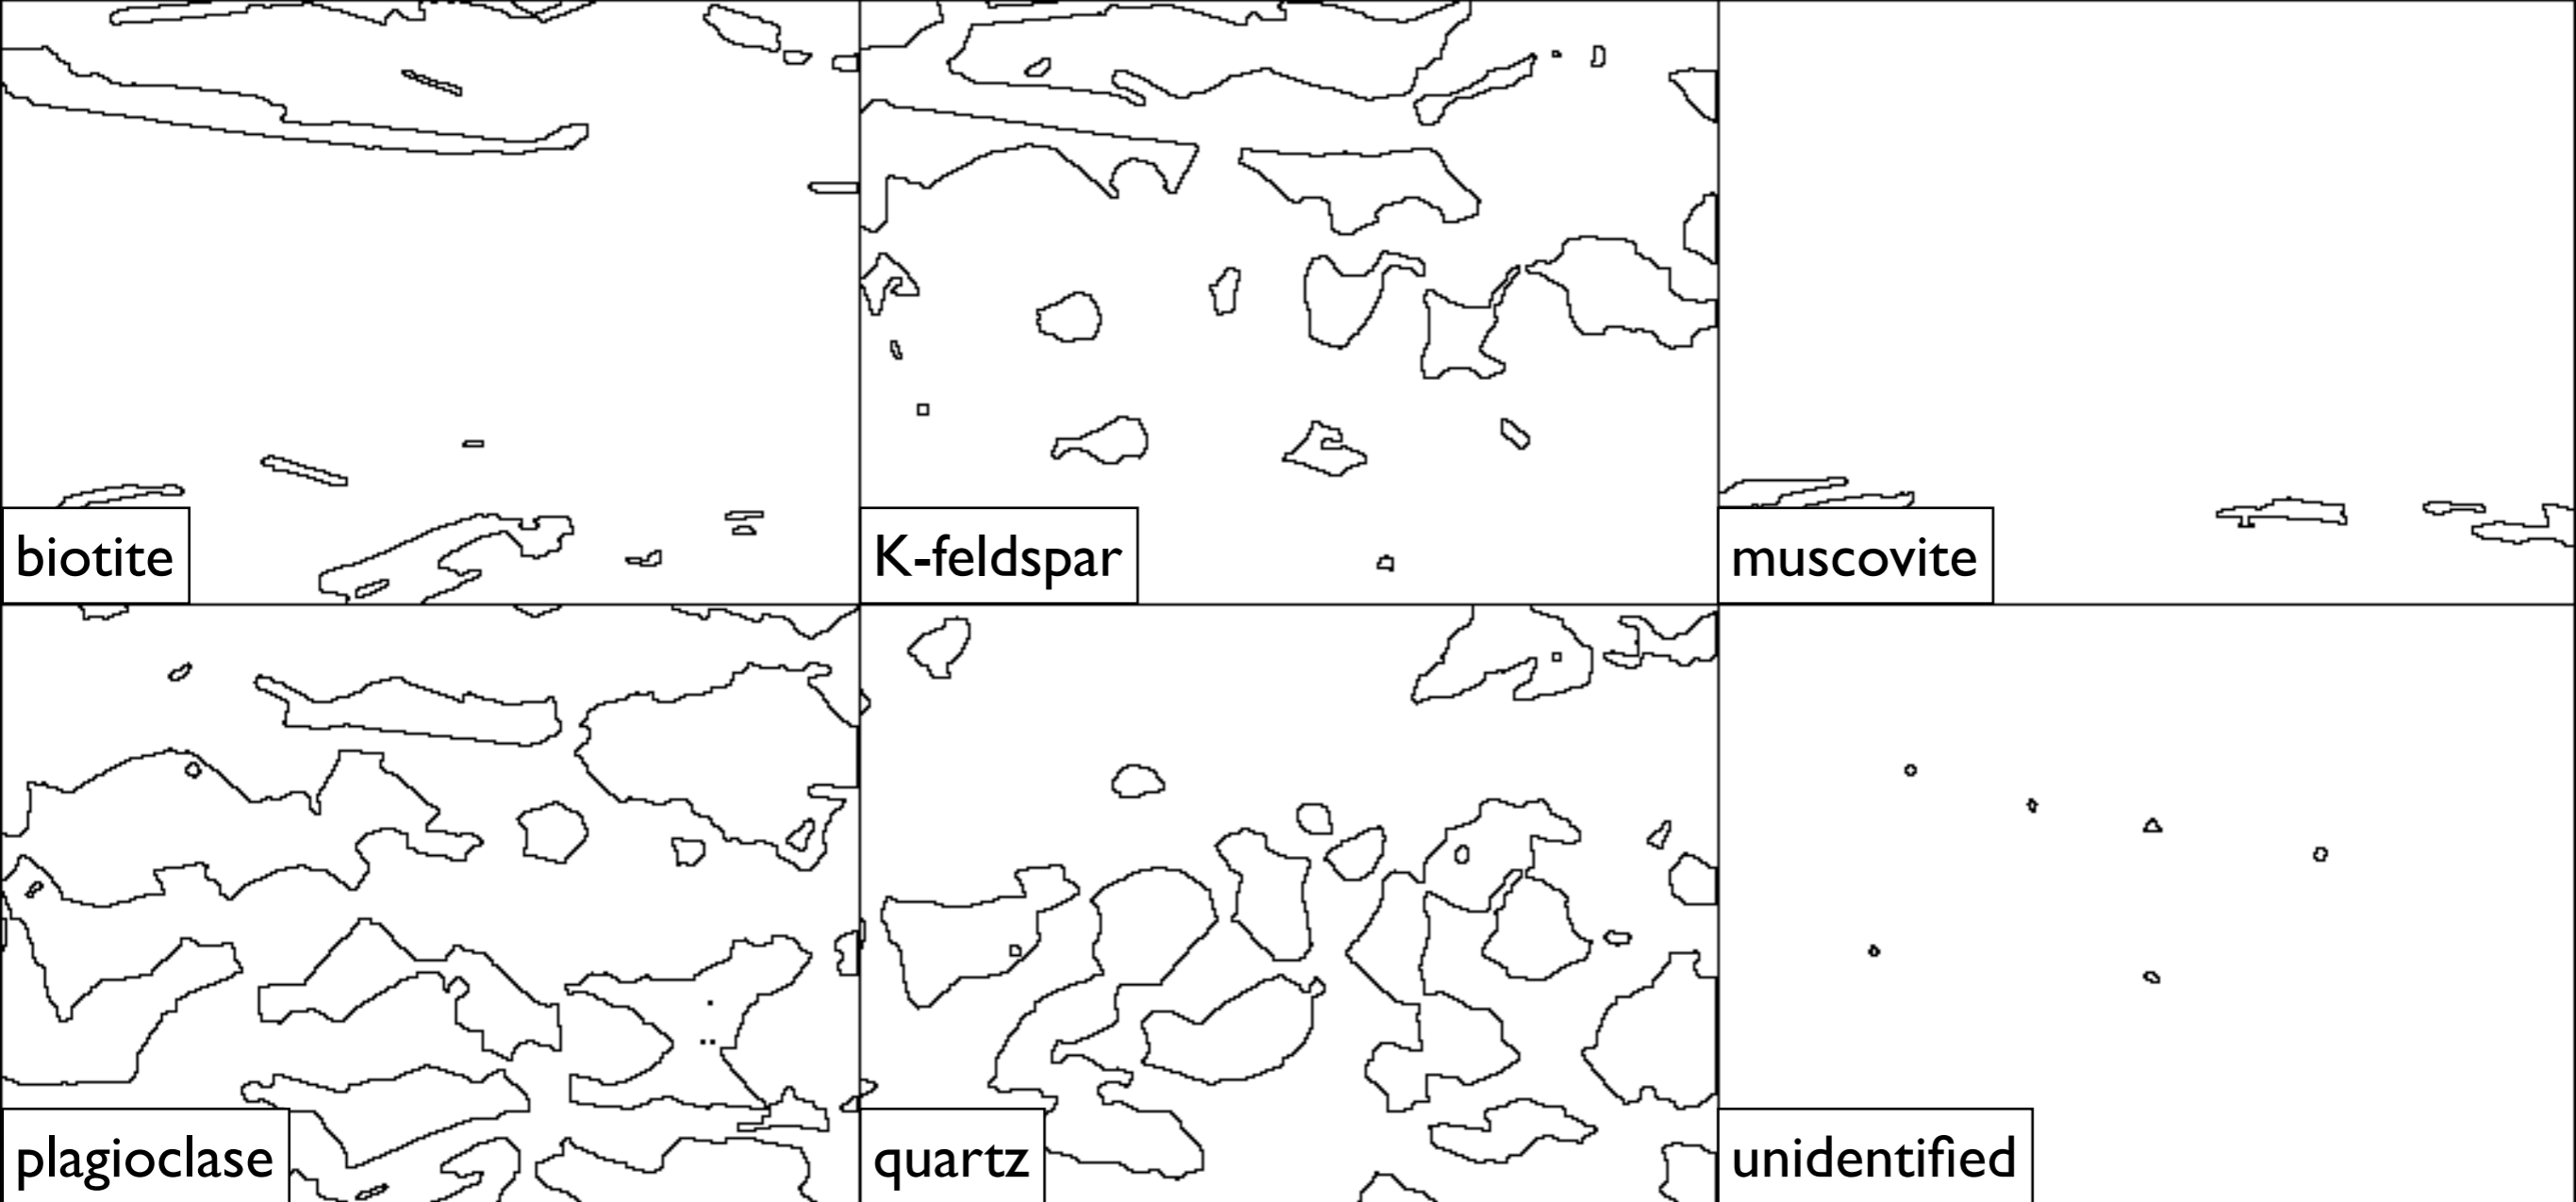 biotite
K-feldspar
muscovite
plagioclase
quartz
unidentified